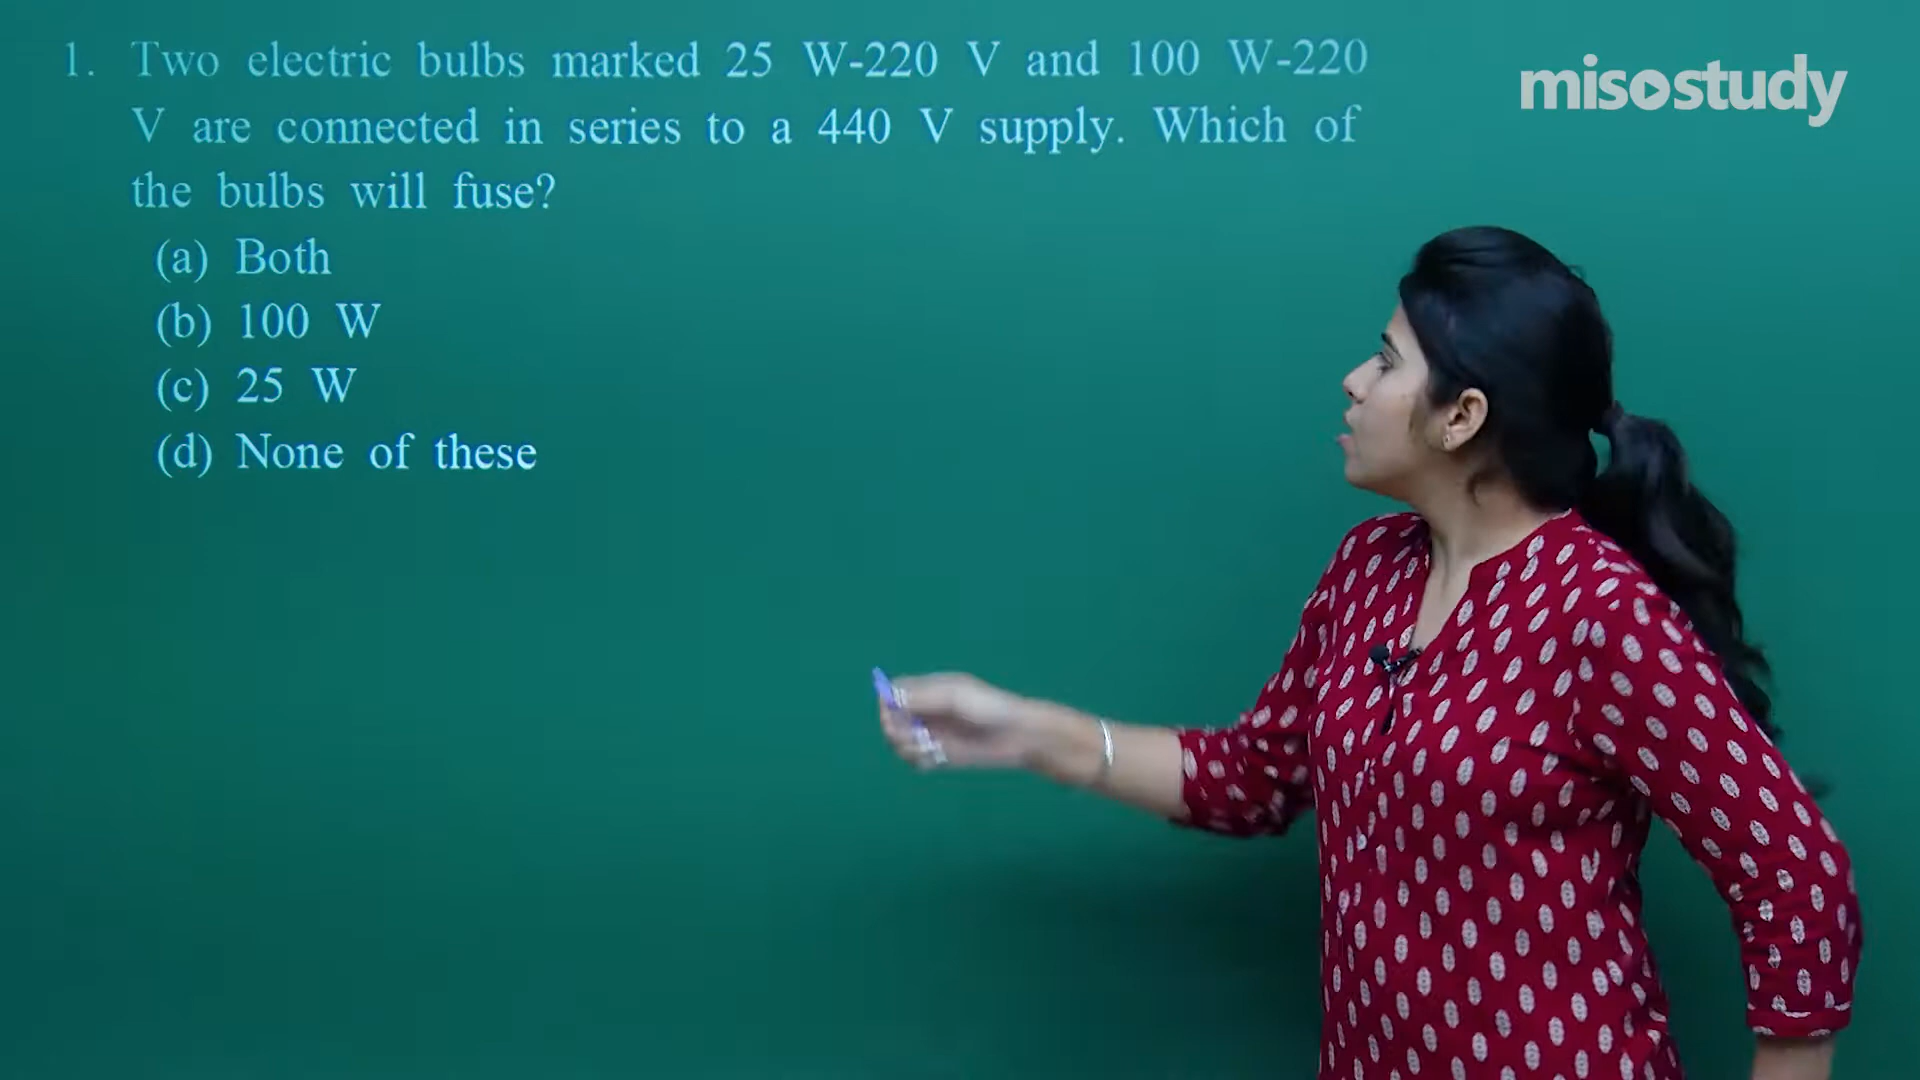 1. Two electric bulbs marked 25 W-220 V and 100 W-220
V are connected in series to a 440 V supply. Which of
the bulbs will fuse?
(a) Both
(b) 100 W
(c) 25 W
(d) None of these
misostudy